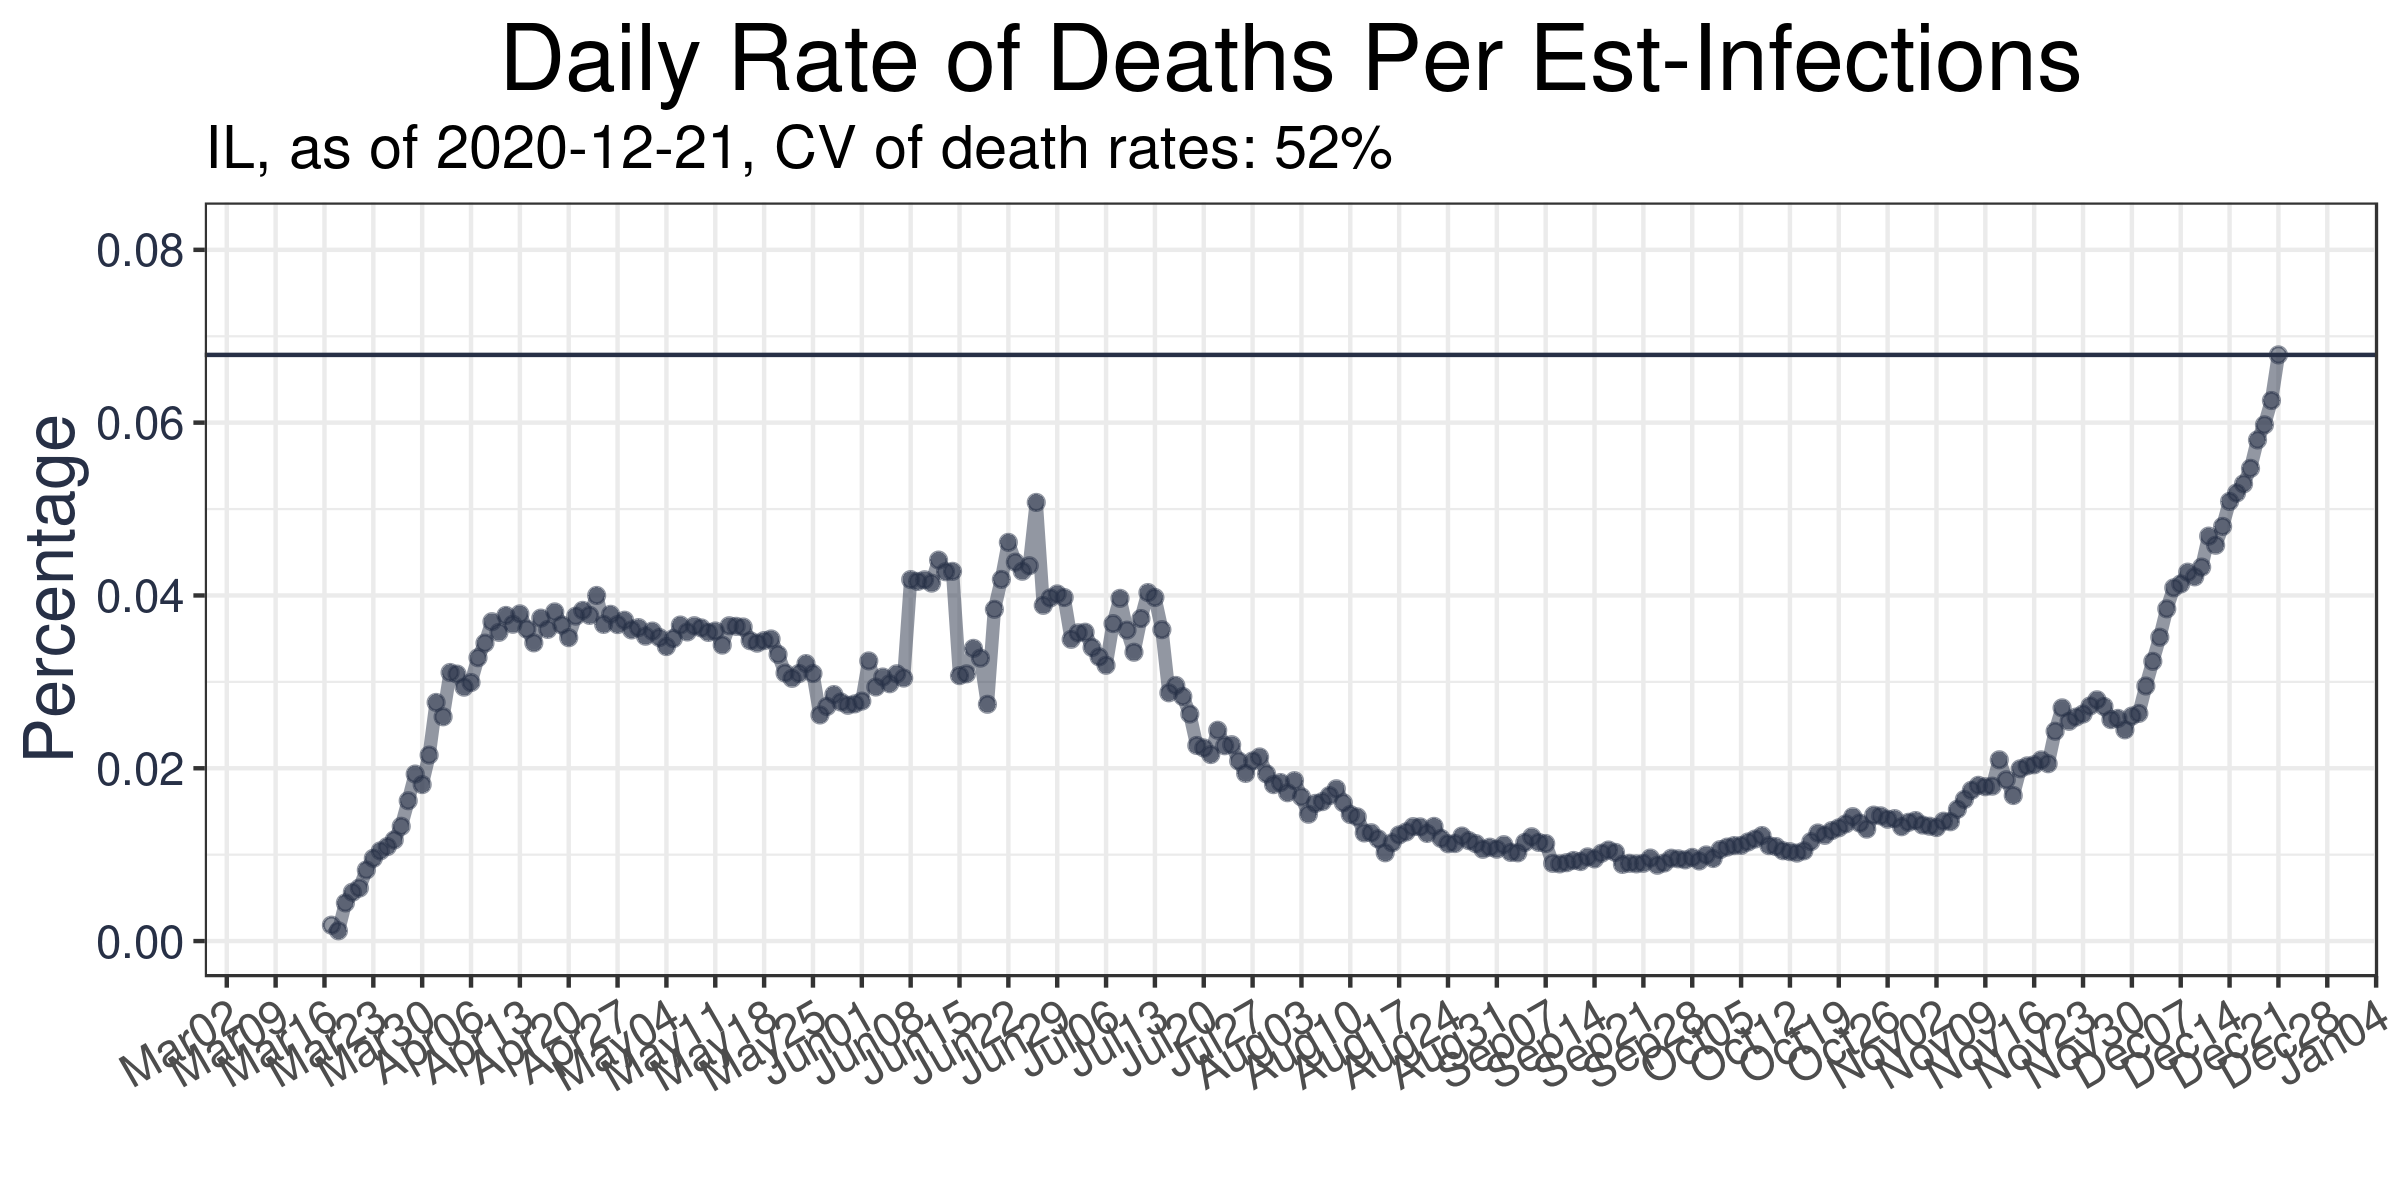 Daily Rate of Deaths Per Est-Infections
IL, as of 2020-12-21, CV of death rates: 52%
Percentage
0.08
0.06
0.04
0.02
0.00
Mar02
Mar09
Mar16
Mar23
Mar30
Apr06
Apr13
Apr20
Apr27
May04
May11
May18
May25
Jun01
Jun08
Jun15
Jun22
Jun29
Jul06
Jul13
Jul20
Jul27
Aug03
Aug10
Aug17
Aug24
Aug31
Sep07
Sep14
Sep21
Sep28
Oct05
Oct12
Oct19
Oct26
Nov02
Nov09
Nov16
Nov23
Nov30
Dec07
Dec14
Dec21
Dec28
Jan04